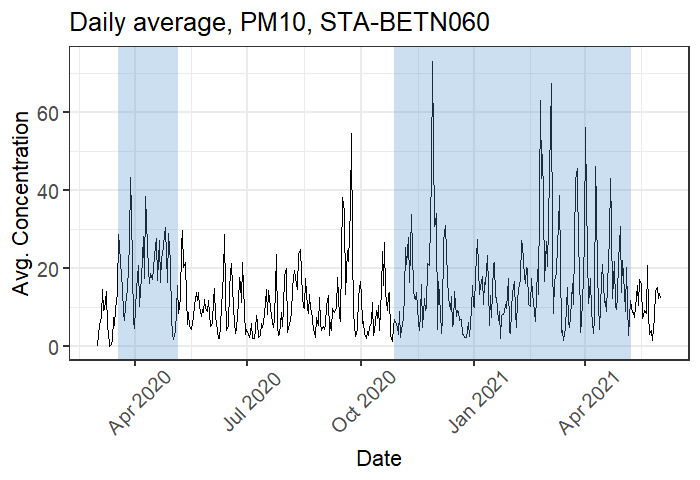 Daily average, PM10, STA-BETN060
Avg. Concentration
60
40
20
0
Apr 2020
Jul 2020
Oct 2020
Jan 2021
Apr 2021
Date